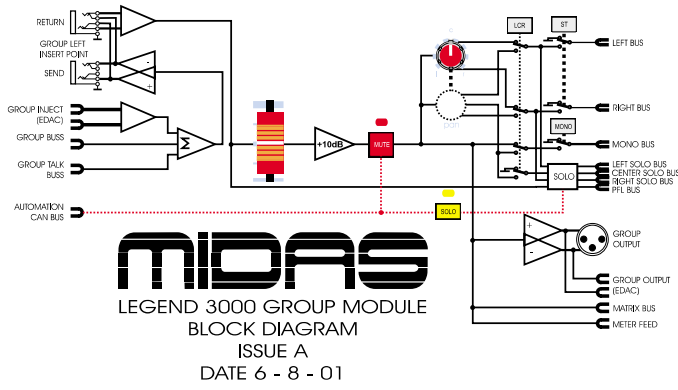 RETURN
GROUP LEFT
INSERT POINT
SEND
-
+
GROUP INJECT
(EDAC)
GROUP BUSS
GROUP TALK
BUSS
AUTOMATION
CAN BUS
Σ
+10dB
MUTE
SOLO
pan
LCR
ST
MONO
SOLO
LEFT BUS
RIGHT BUS
MONO BUS
LEFT SOLO BUS
CENTER SOLO BUS
RIGHT SOLO BUS
PFL BUS
+
-
GROUP
OUTPUT
GROUP OUTPUT
(EDAC)
MATRIX BUS
METER FEED
MIDAS
LEGEND 3000 GROUP MODULE
BLOCK DIAGRAM
ISSUE A
DATE 6 - 8 - 01